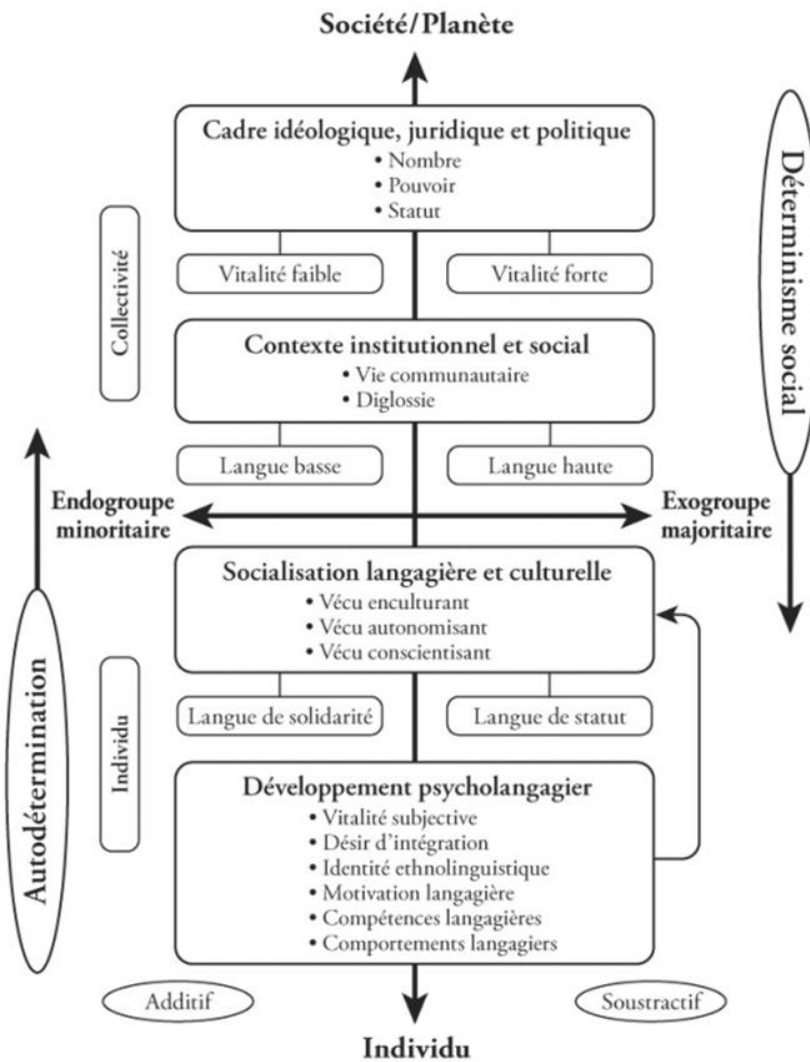 Société/Planète
Cadre idéologique, juridique et politique
• Nombre
• Pouvoir
• Statut
Vitalité faible
Vitalité forte
Collectivité
Déterminisme social
Contexte institutionnel et social
• Vie communautaire
• Diglossie
Langue basse
Langue haute
Endogroupe
minoritaire
Exogroupe
majoritaire
Socialisation langagière et culturelle
• Vécu enculturant
• Vécu autonomisant
• Vécu conscientisant
Langue de solidarité
Langue de statut
Autodétermination
Individu
Développement psycholangagier
• Vitalité subjective
• Désir d'intégration
• Identité ethnolinguistique
• Motivation langagière
• Compétences langagières
• Comportements langagiers
Additif
Soustractif
Individu